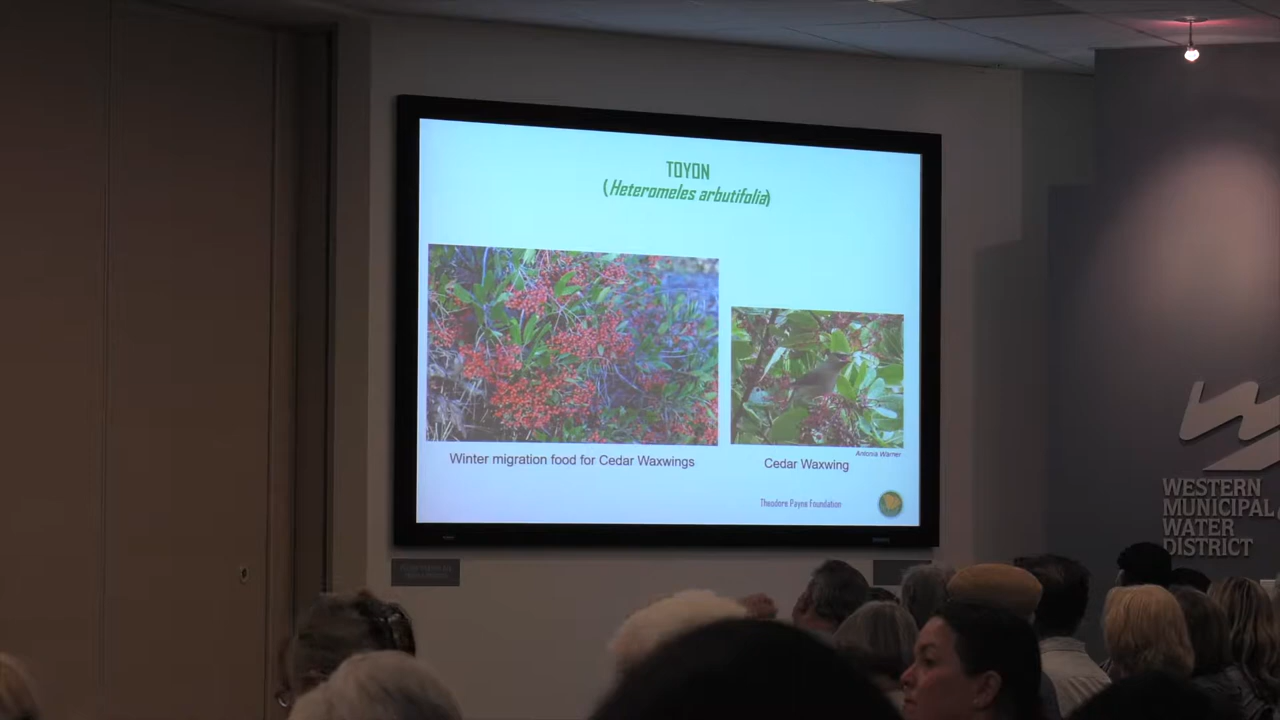 TOYON
(Heteromeles arbutifolia)
Winter migration food for Cedar Waxwings
Antonia Warner
Cedar Waxwing
Theodore Payne Foundation
WESTERN
MUNICIPAL
WATER
DISTRICT